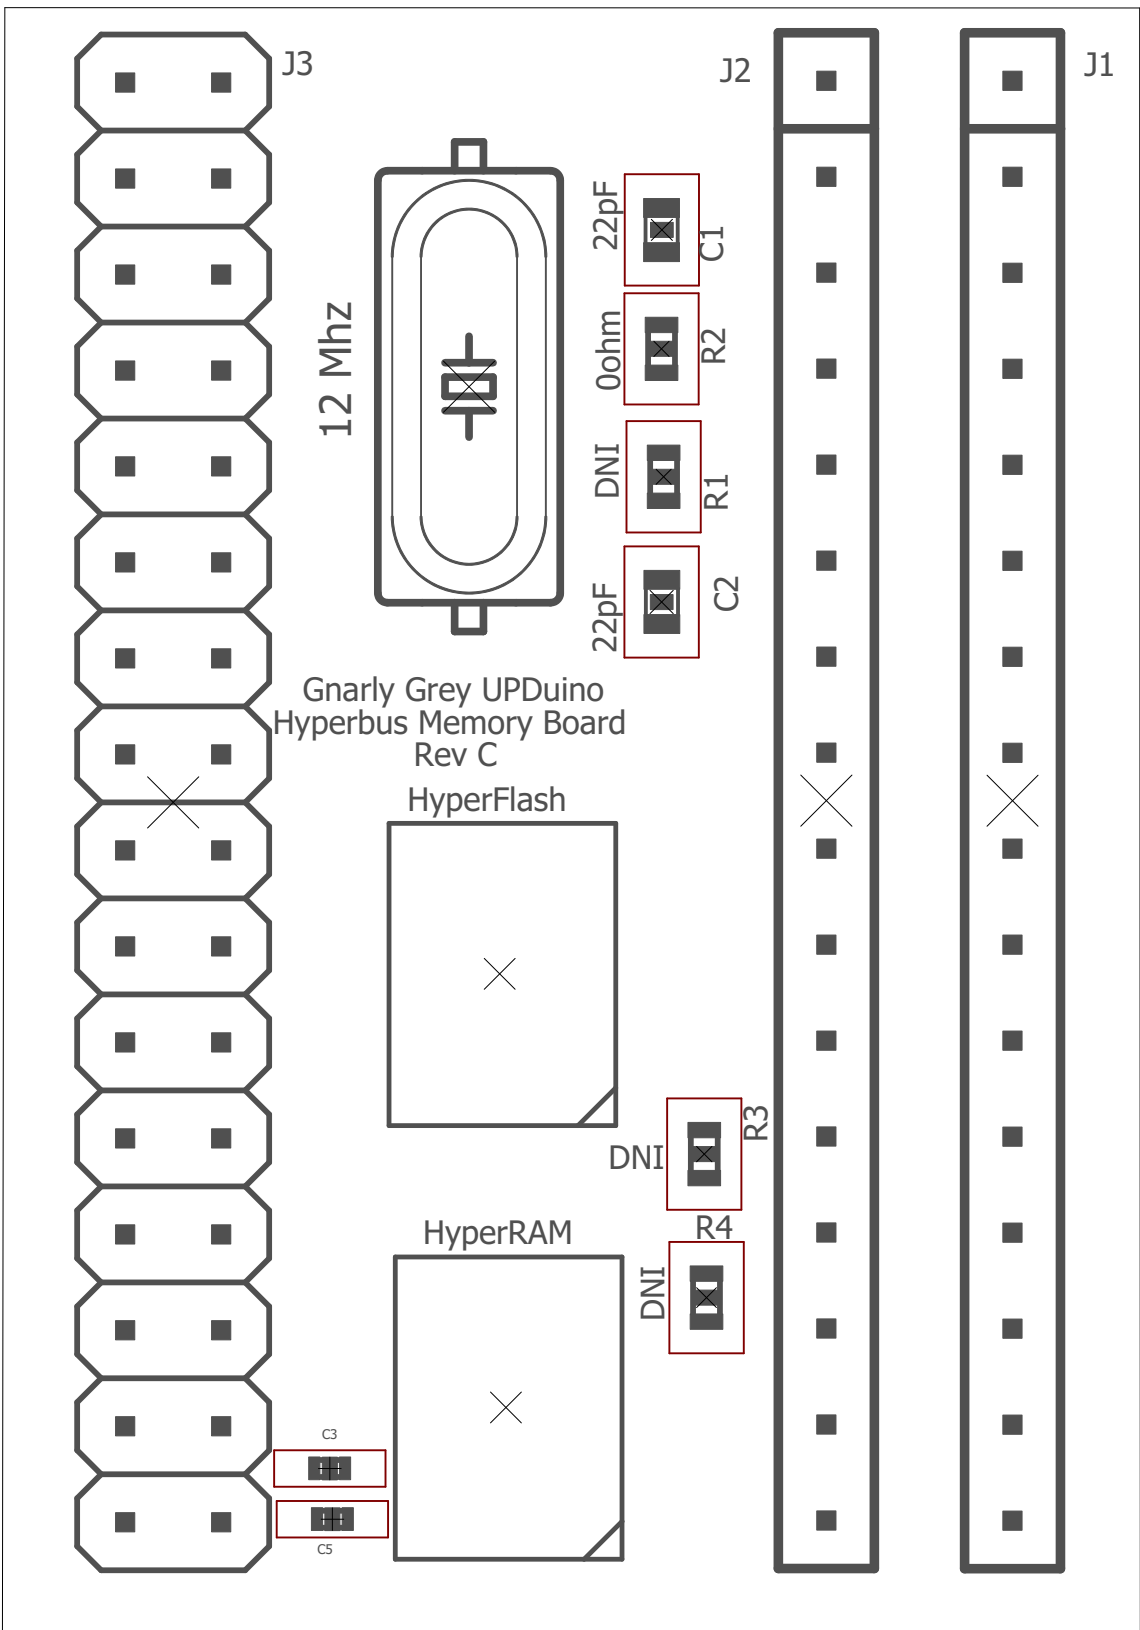 J3
J2
J1
22pF
C1
12 Mhz
0ohm
R2
DNI
R1
22pF
C2
Gnarly Grey UPDuino
Hyperbus Memory Board
Rev C
HyperFlash
R3
DNI
R4
HyperRAM
DNI
C3
C5